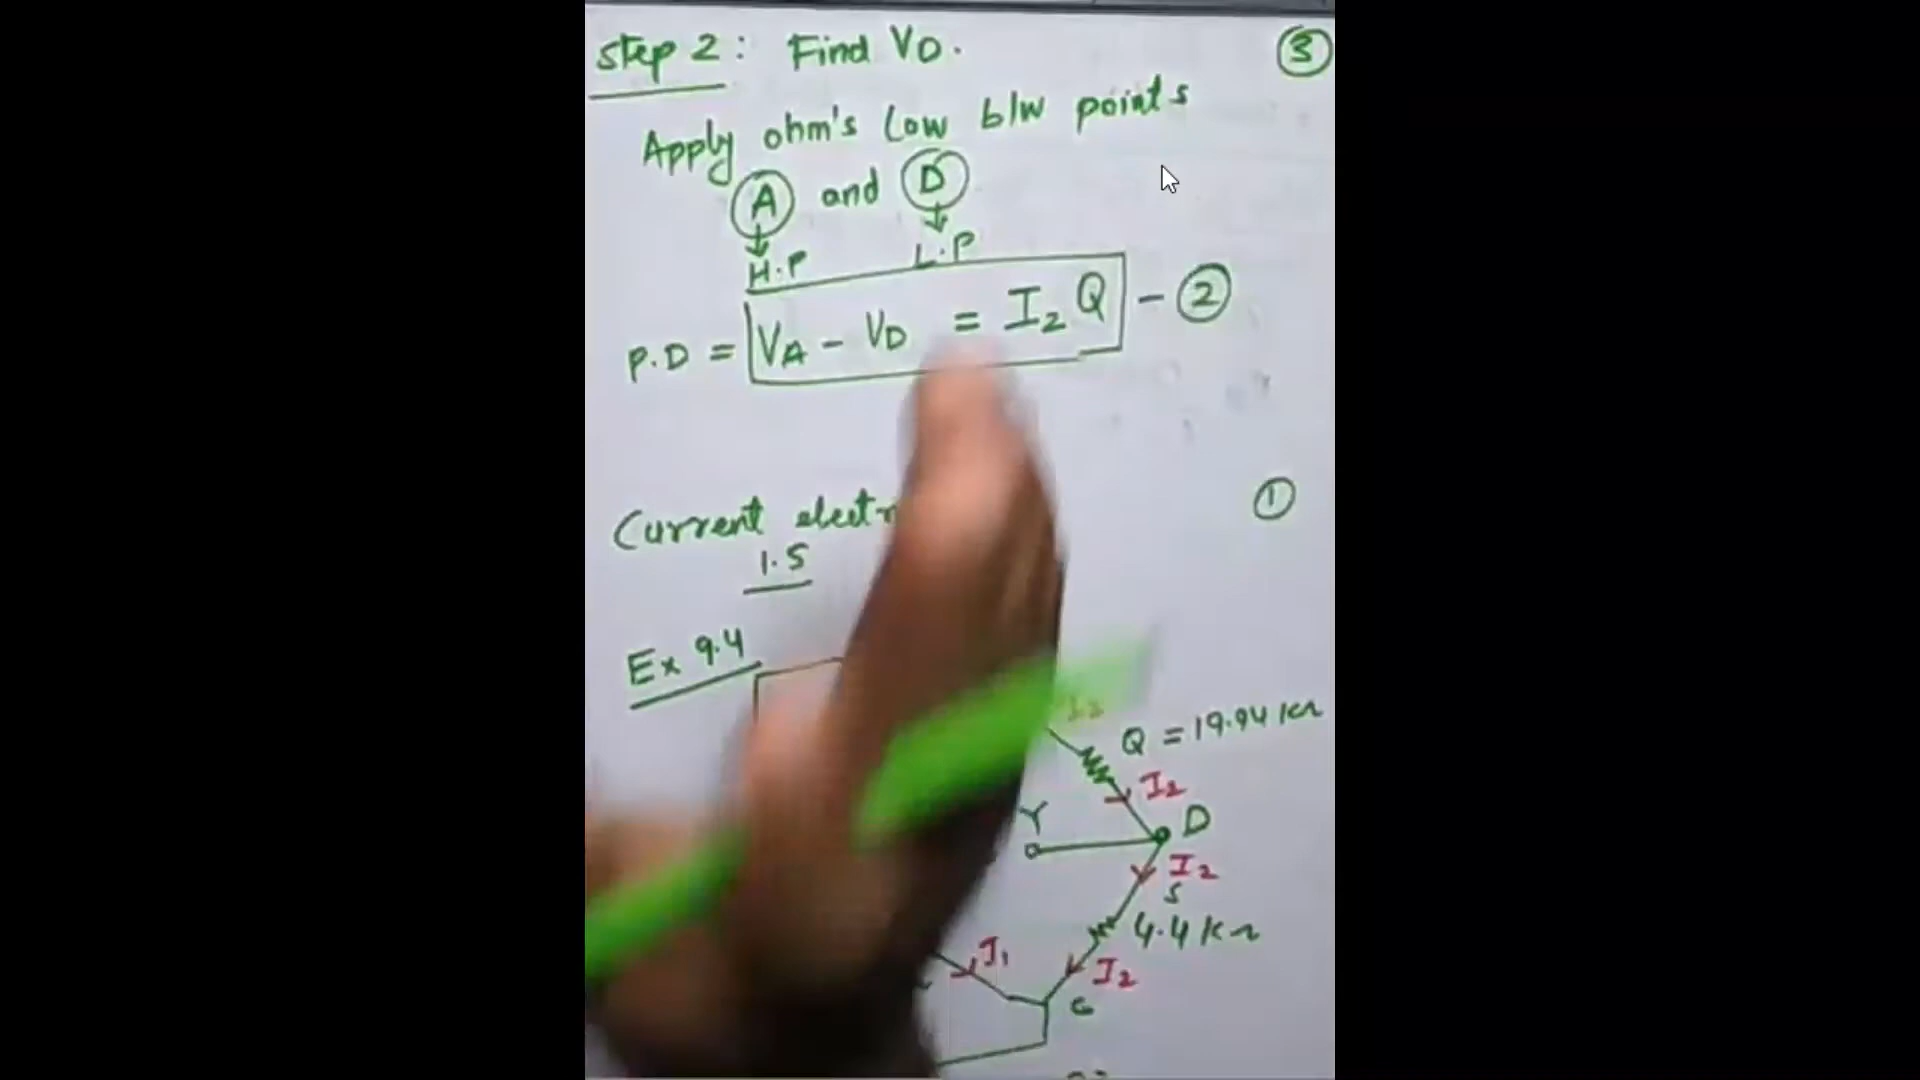 Step 2: Find VD.
③
Apply ohm's Low b/w points
Ⓐ and Ⓓ
H.P L.P
P.D = VA - VD = I2 Q - ②
Current electr
①
1.5
Ex 9.4
Q = 19.94 KΩ
I2
Y
D
I2
S
4.4 KΩ
I1
I2